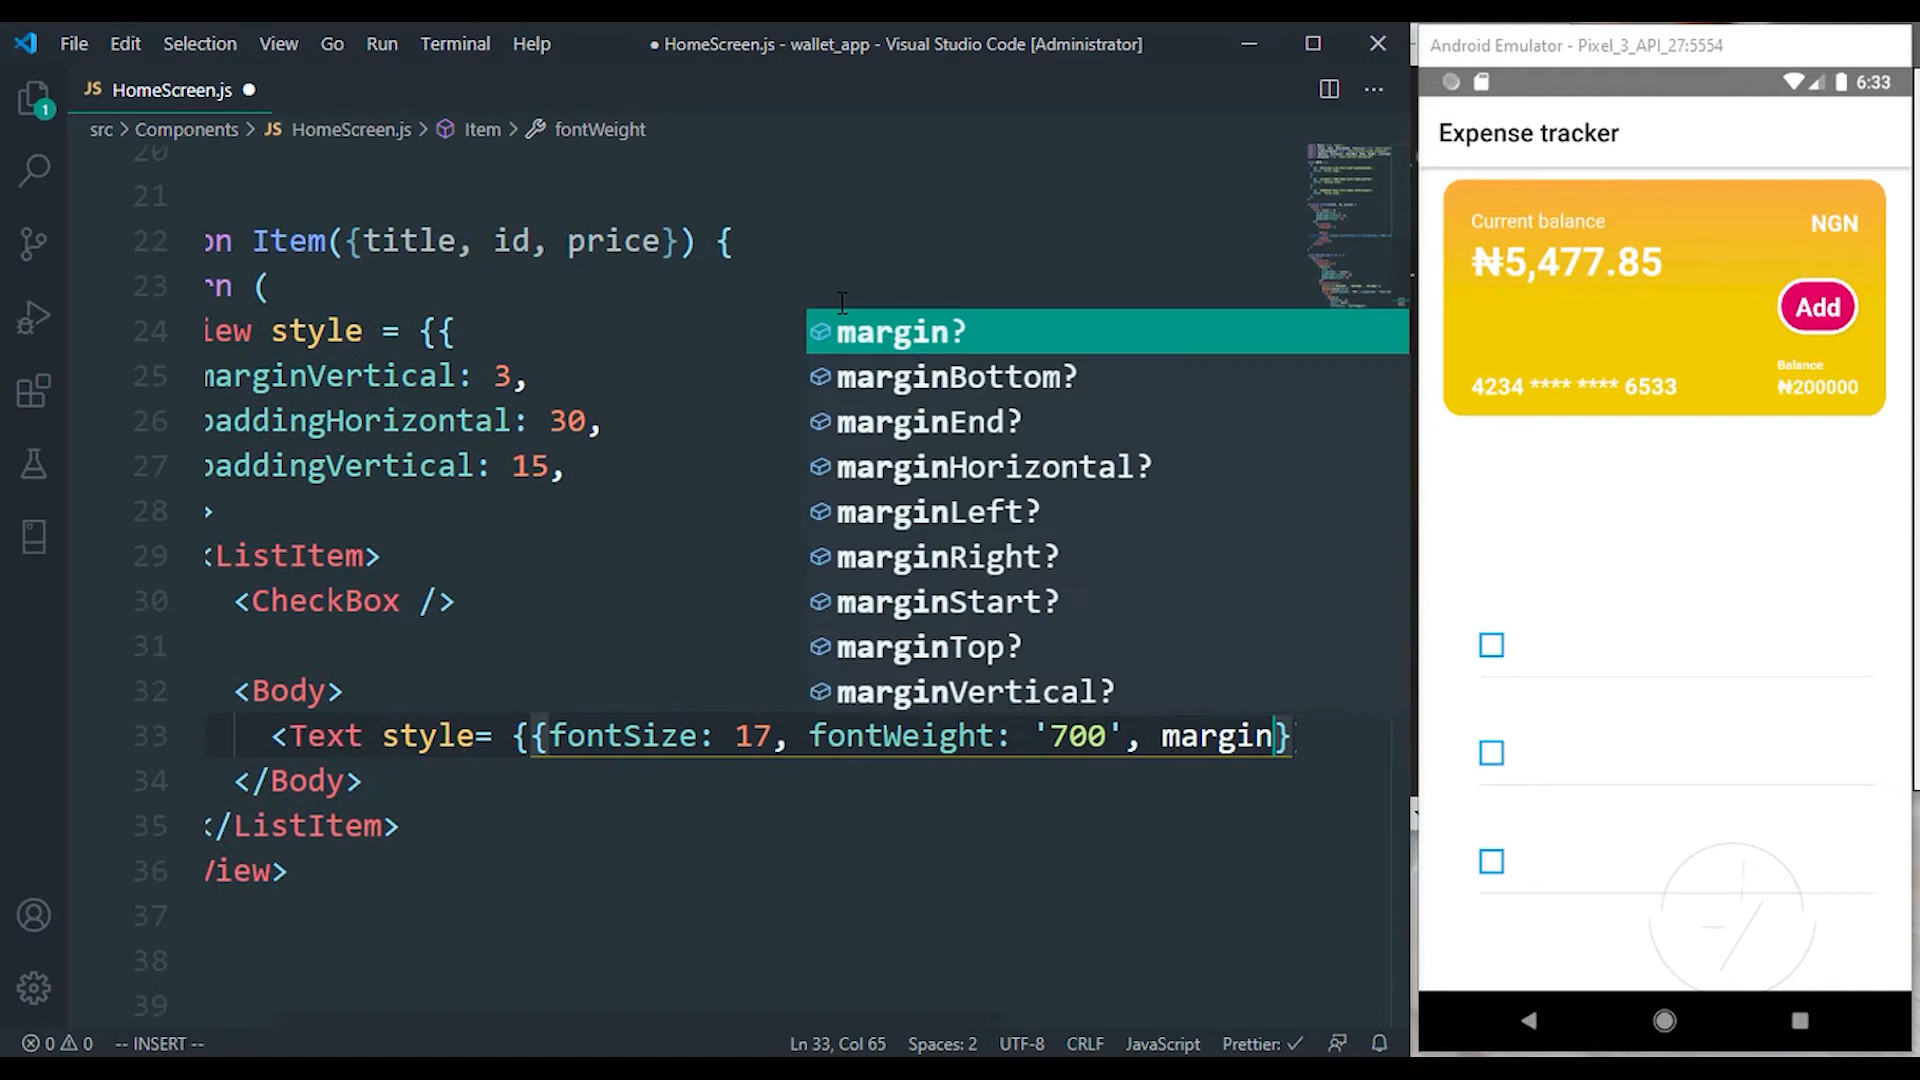 File Edit Selection View Go Run Terminal Help
● HomeScreen.js - wallet_app - Visual Studio Code [Administrator]
JS HomeScreen.js ●
src > Components > JS HomeScreen.js > Item > fontWeight
1
20
21
22 on Item({title, id, price}) {
23 rn (
24 iew style = {{
25 marginVertical: 3,
26 paddingHorizontal: 30,
27 paddingVertical: 15,
28 >
29 <ListItem>
30 <CheckBox />
31
32 <Body>
33 <Text style= {{fontSize: 17, fontWeight: '700', margin}
34 </Body>
35 </ListItem>
36 /iew>
37
38
39
margin?
marginBottom?
marginEnd?
marginHorizontal?
marginLeft?
marginRight?
marginStart?
marginTop?
marginVertical?
0 0 -- INSERT -- Ln 33, Col 65 Spaces: 2 UTF-8 CRLF JavaScript Prettier: ✓
Android Emulator - Pixel_3_API_27:5554
6:33
Expense tracker
Current balance NGN
₦5,477.85
Add
Balance
4234 **** **** 6533 ₦200000